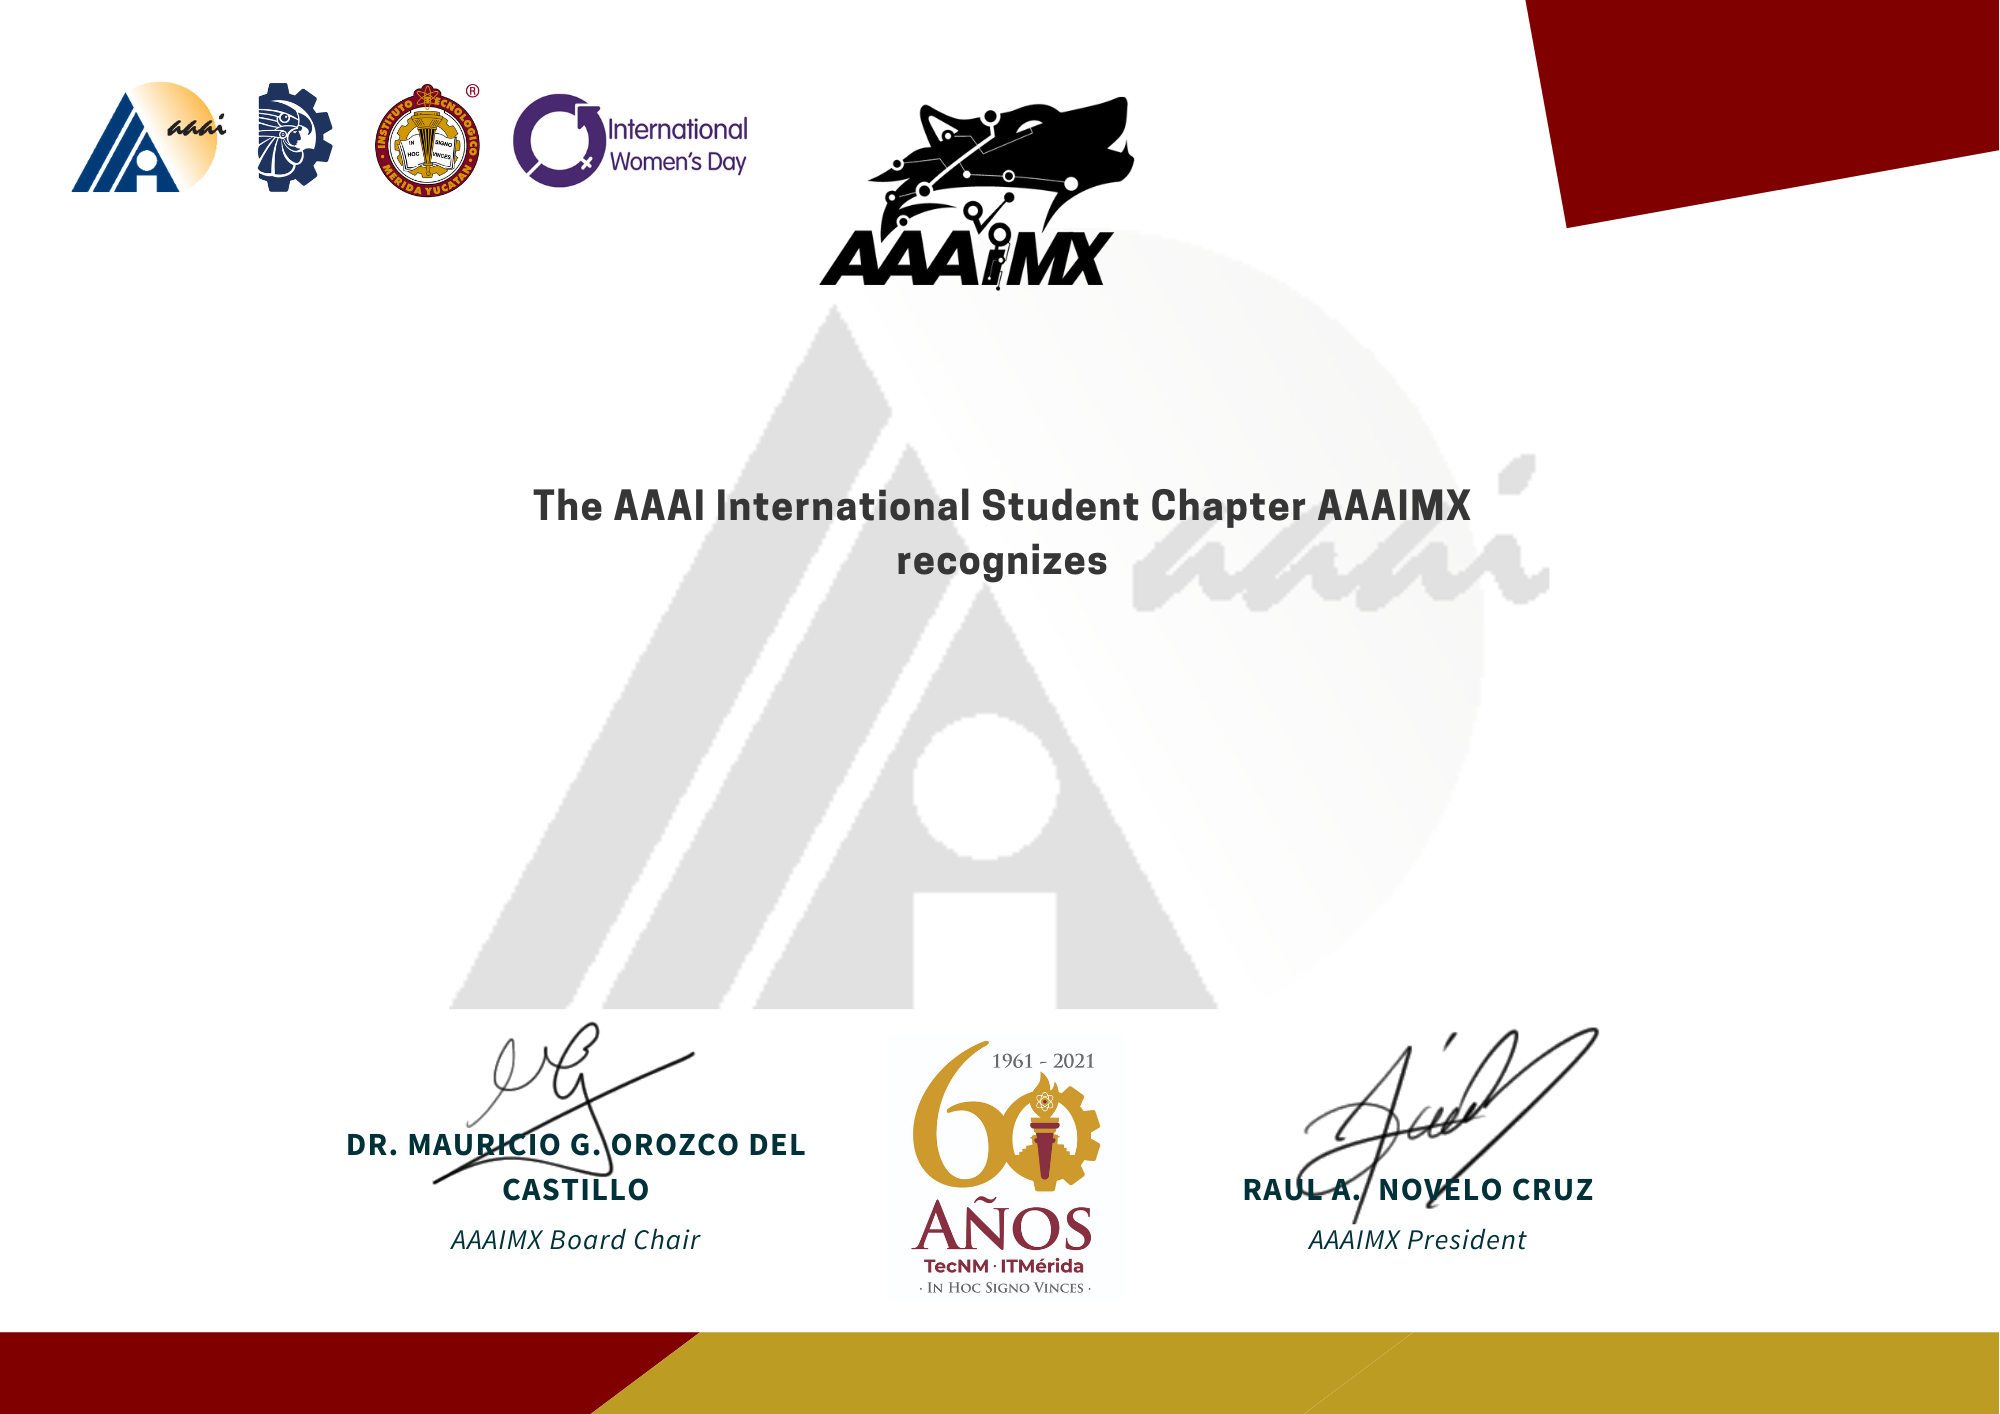 aaai
INSTITUTO TECNOLOGICO
MERIDA YUCATAN
IN HOC SIGNO VINCES
®
International
Women's Day
AAAiMX
The AAAI International Student Chapter AAAIMX
recognizes
aaai
DR. MAURICIO G. OROZCO DEL
CASTILLO
AAAIMX Board Chair
1961 - 2021
60
AÑOS
TecNM · ITMérida
· IN HOC SIGNO VINCES ·
RAUL A. NOVELO CRUZ
AAAIMX President